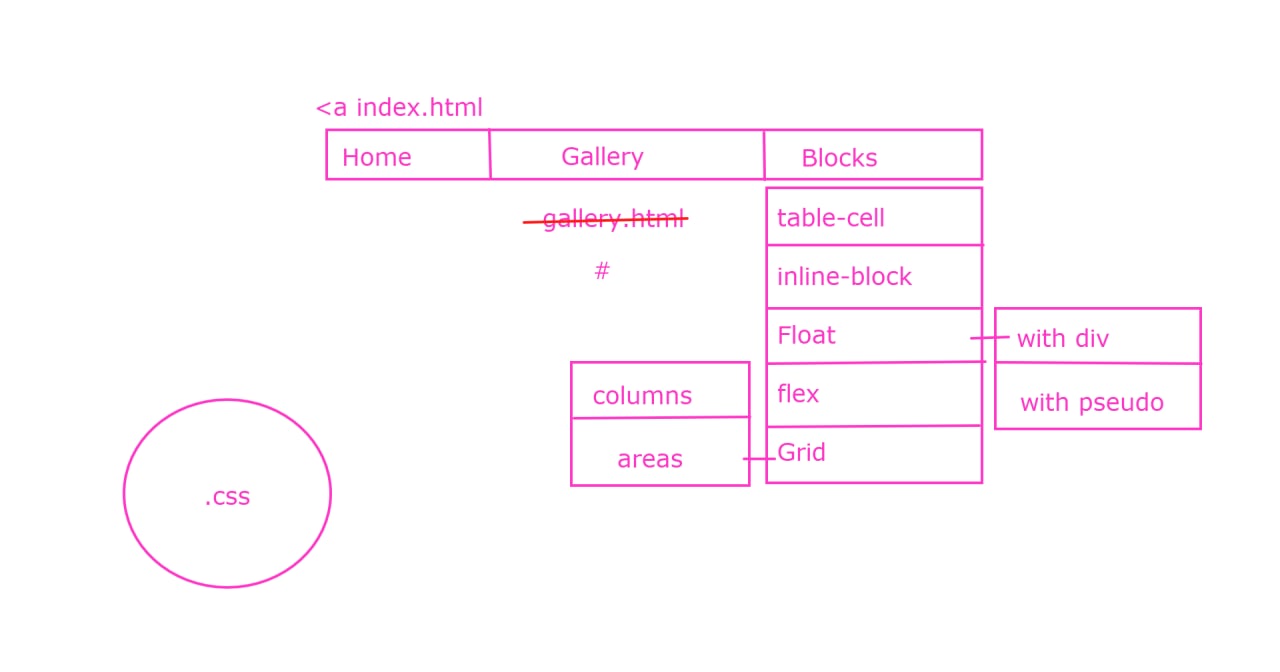 <a index.html
Home
Gallery
Blocks
gallery.html
#
table-cell
inline-block
Float
flex
Grid
with div
with pseudo
columns
areas
.css